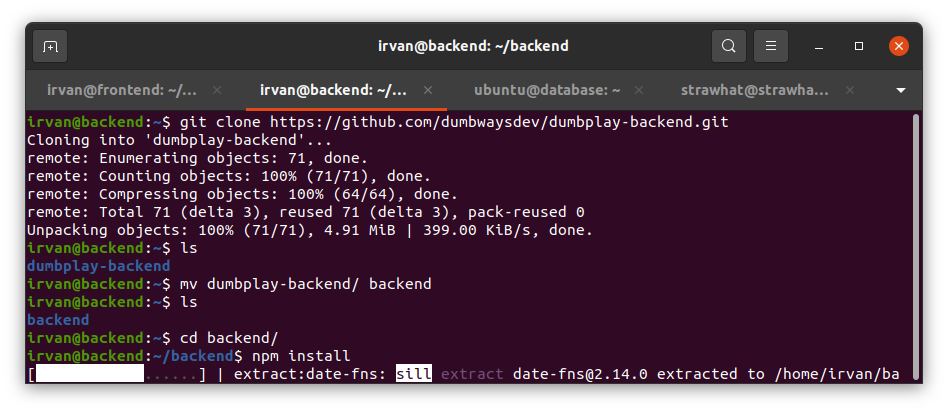 irvan@backend: ~/backend
irvan@frontend: ~/...
irvan@backend: ~/...
ubuntu@database: ~
strawhat@strawha...
irvan@backend:~$ git clone https://github.com/dumbwaysdev/dumbplay-backend.git
Cloning into 'dumbplay-backend'...
remote: Enumerating objects: 71, done.
remote: Counting objects: 100% (71/71), done.
remote: Compressing objects: 100% (64/64), done.
remote: Total 71 (delta 3), reused 71 (delta 3), pack-reused 0
Unpacking objects: 100% (71/71), 4.91 MiB | 399.00 KiB/s, done.
irvan@backend:~$ ls
dumbplay-backend
irvan@backend:~$ mv dumbplay-backend/ backend
irvan@backend:~$ ls
backend
irvan@backend:~$ cd backend/
irvan@backend:~/backend$ npm install
[            ......] | extract:date-fns: sill extract date-fns@2.14.0 extracted to /home/irvan/ba